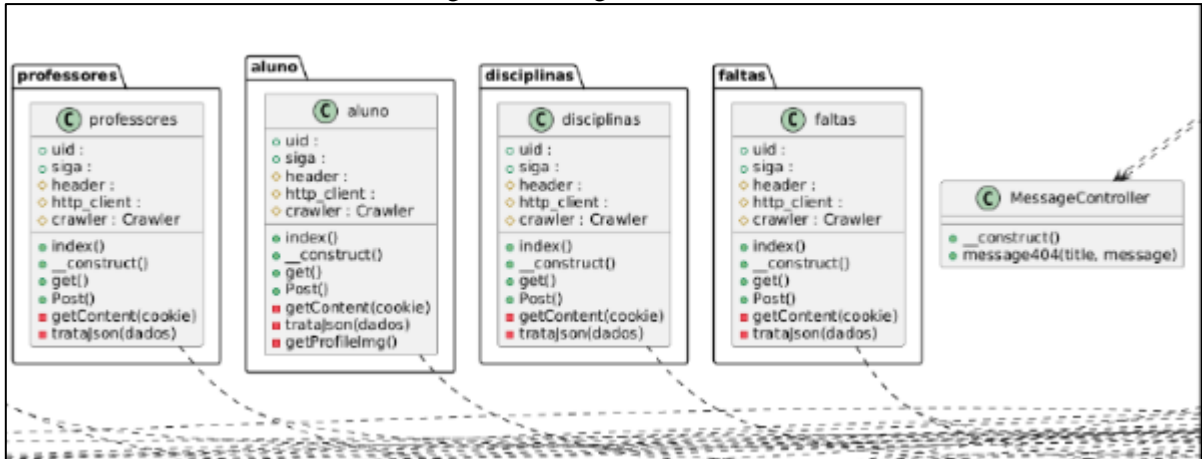 professores
professores
uid :
siga :
header :
http_client :
crawler : Crawler
index()
__construct()
get()
Post()
getContent(cookie)
trataJson(dados)
aluno
aluno
uid :
siga :
header :
http_client :
crawler : Crawler
index()
__construct()
get()
Post()
getContent(cookie)
trataJson(dados)
getProfileImg()
disciplinas
disciplinas
uid :
siga :
header :
http_client :
crawler : Crawler
index()
__construct()
get()
Post()
getContent(cookie)
trataJson(dados)
faltas
faltas
uid :
siga :
header :
http_client :
crawler : Crawler
index()
__construct()
get()
Post()
getContent(cookie)
trataJson(dados)
MessageController
__construct()
message404(title, message)